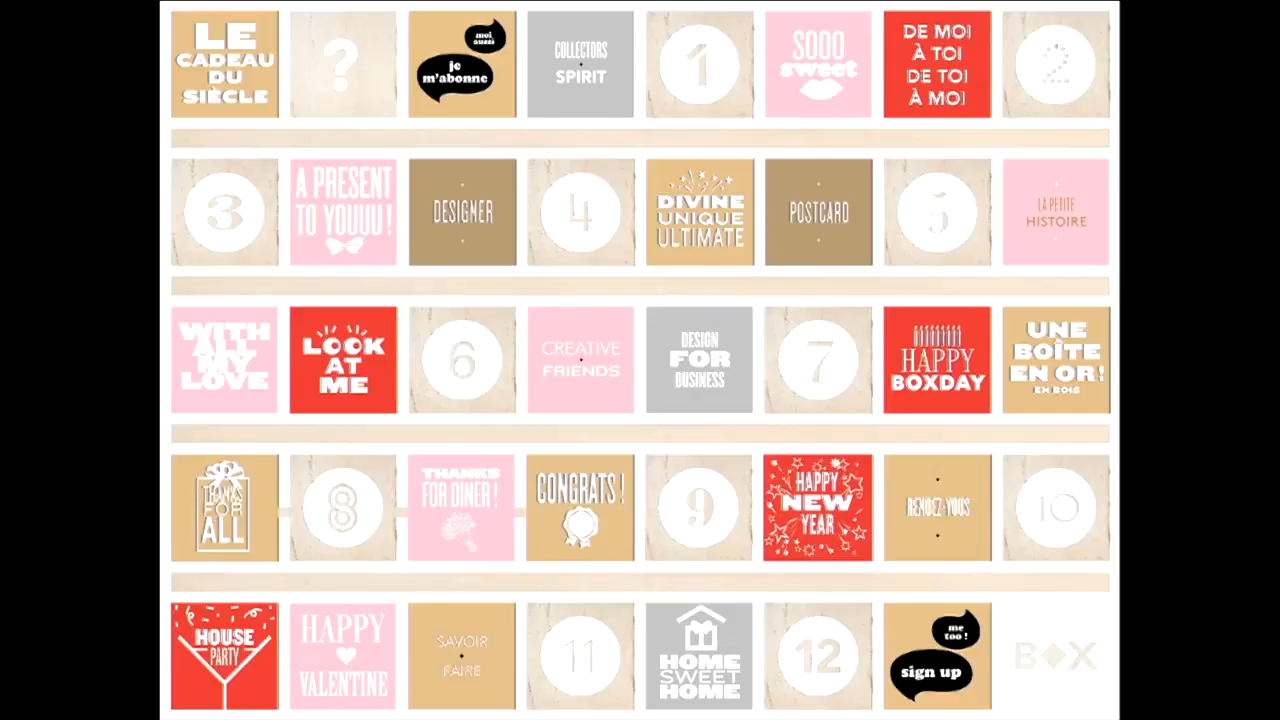 LE
CADEAU
DU
SIÈCLE
?
moi
aussi
je
m'abonne
COLLECTORS
SPIRIT
1
SOOO
sweet
DE MOI
À TOI
DE TOI
À MOI
2
3
A PRESENT
TO YOUUU !
DESIGNER
4
DIVINE
UNIQUE
ULTIMATE
POSTCARD
5
LA PETITE
HISTOIRE
WITH
ALL
MY
LOVE
LOOK
AT
ME
6
CREATIVE
FRIENDS
DESIGN
FOR
BUSINESS
7
HAPPY
BOXDAY
UNE
BOÎTE
EN OR !
EN BOIS
THANKS
FOR
ALL
8
THANKS
FOR DINER !
CONGRATS !
9
HAPPY
NEW
YEAR
RENDEZ-VOUS
10
HOUSE
PARTY
HAPPY
VALENTINE
SAVOIR
FAIRE
11
HOME
SWEET
HOME
12
me
too !
sign up
BOX